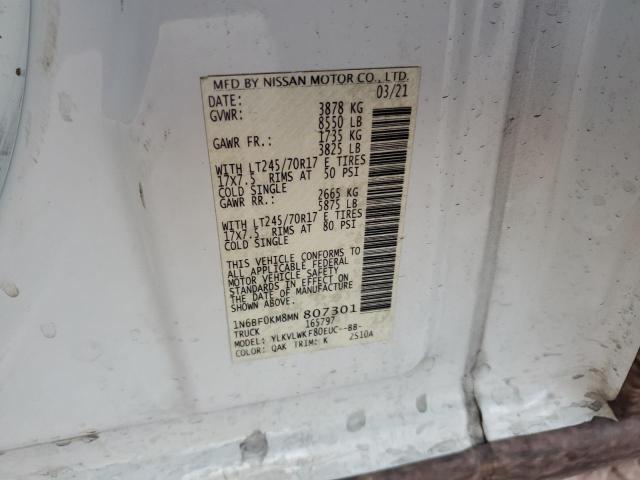 MFD BY NISSAN MOTOR CO., LTD.
DATE: 03/21
GVWR: 3878 KG
8550 LB
GAWR FR.: 1735 KG
3825 LB
WITH LT245/70R17 E TIRES
17X7.5 RIMS AT 50 PSI
COLD SINGLE
GAWR RR.: 2665 KG
5875 LB
WITH LT245/70R17 E TIRES
17X7.5 RIMS AT 80 PSI
COLD SINGLE
THIS VEHICLE CONFORMS TO
ALL APPLICABLE FEDERAL
MOTOR VEHICLE SAFETY
STANDARDS IN EFFECT ON
THE DATE OF MANUFACTURE
SHOWN ABOVE.
1N6BF0KM8MN807301
TRUCK 165797
MODEL: YLKVLWKF80EUC--BB-
COLOR: QAK TRIM: K 2S10A